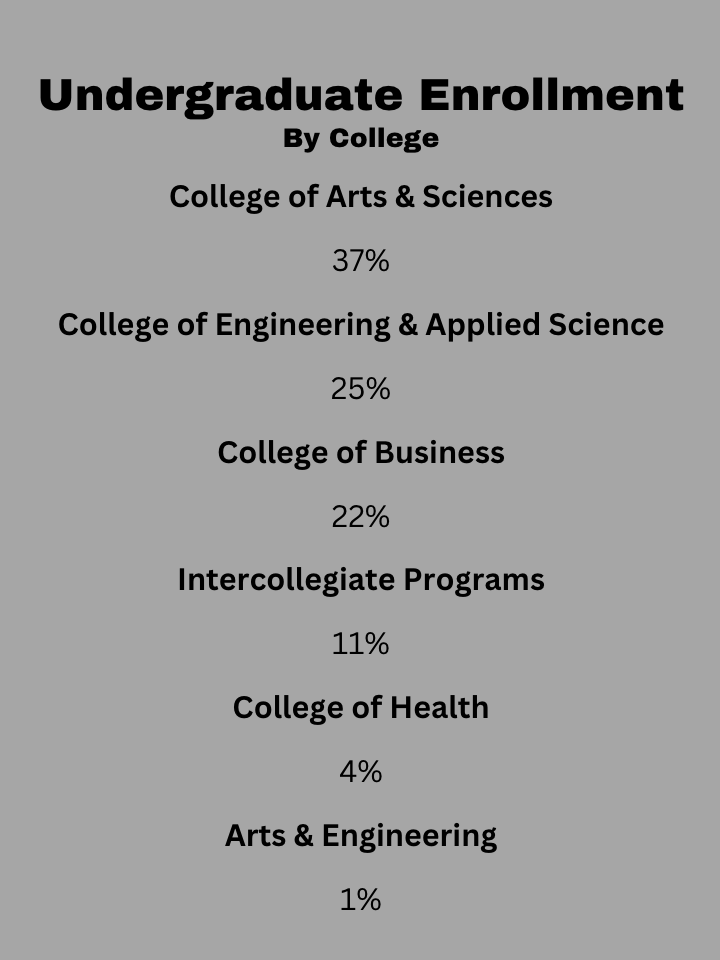 Undergraduate Enrollment
By College
College of Arts & Sciences
37%
College of Engineering & Applied Science
25%
College of Business
22%
Intercollegiate Programs
11%
College of Health
4%
Arts & Engineering
1%